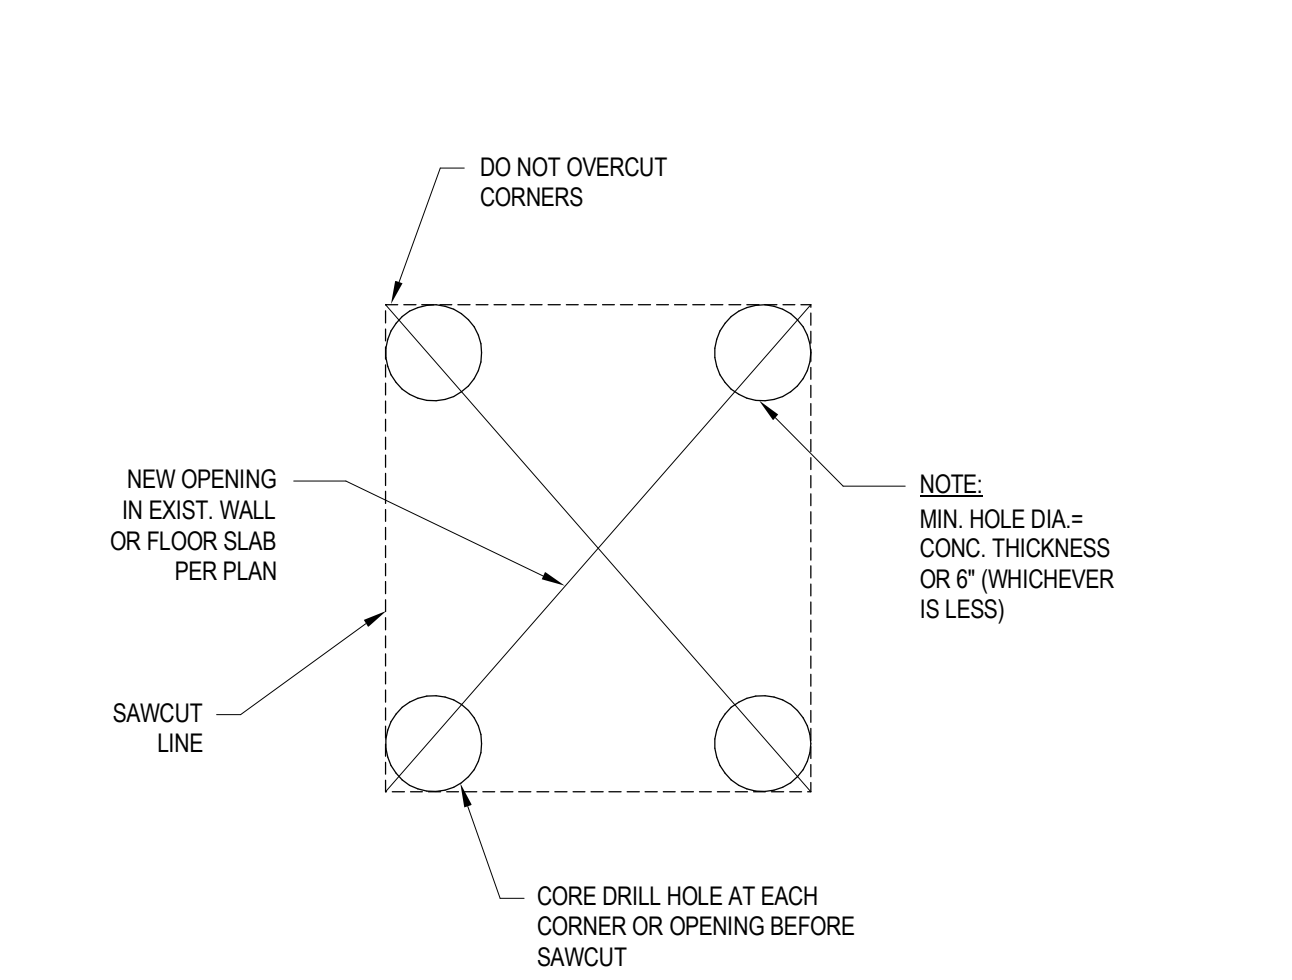 DO NOT OVERCUT
CORNERS
NEW OPENING
IN EXIST. WALL
OR FLOOR SLAB
PER PLAN
NOTE:
MIN. HOLE DIA.=
CONC. THICKNESS
OR 6" (WHICHEVER
IS LESS)
SAWCUT
LINE
CORE DRILL HOLE AT EACH
CORNER OR OPENING BEFORE
SAWCUT